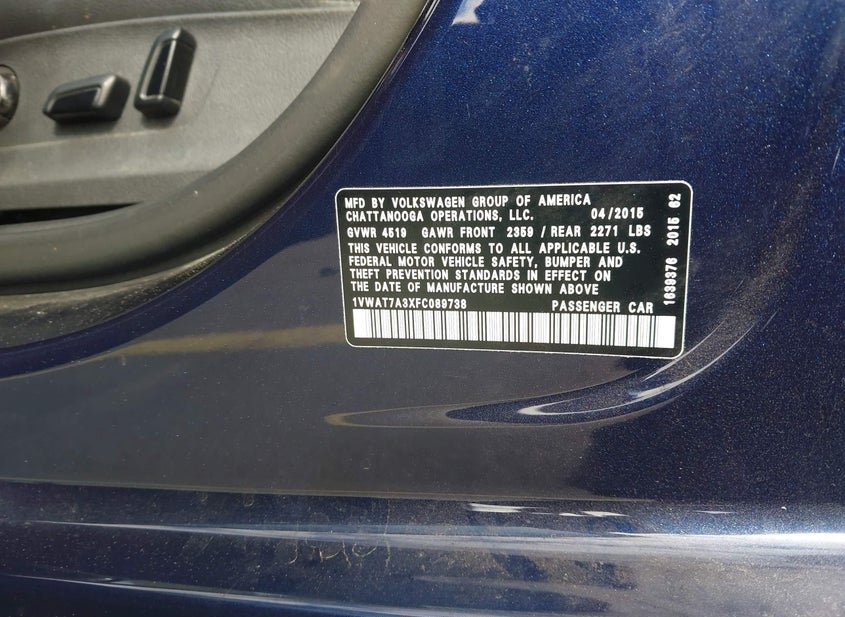 MFD BY VOLKSWAGEN GROUP OF AMERICA
CHATTANOOGA OPERATIONS, LLC. 04/2015
GVWR 4519 GAWR FRONT 2359 / REAR 2271 LBS
THIS VEHICLE CONFORMS TO ALL APPLICABLE U.S.
FEDERAL MOTOR VEHICLE SAFETY, BUMPER AND
THEFT PREVENTION STANDARDS IN EFFECT ON
THE DATE OF MANUFACTURE SHOWN ABOVE
1VWAT7A3XFC089738 PASSENGER CAR
1639376 2015 62